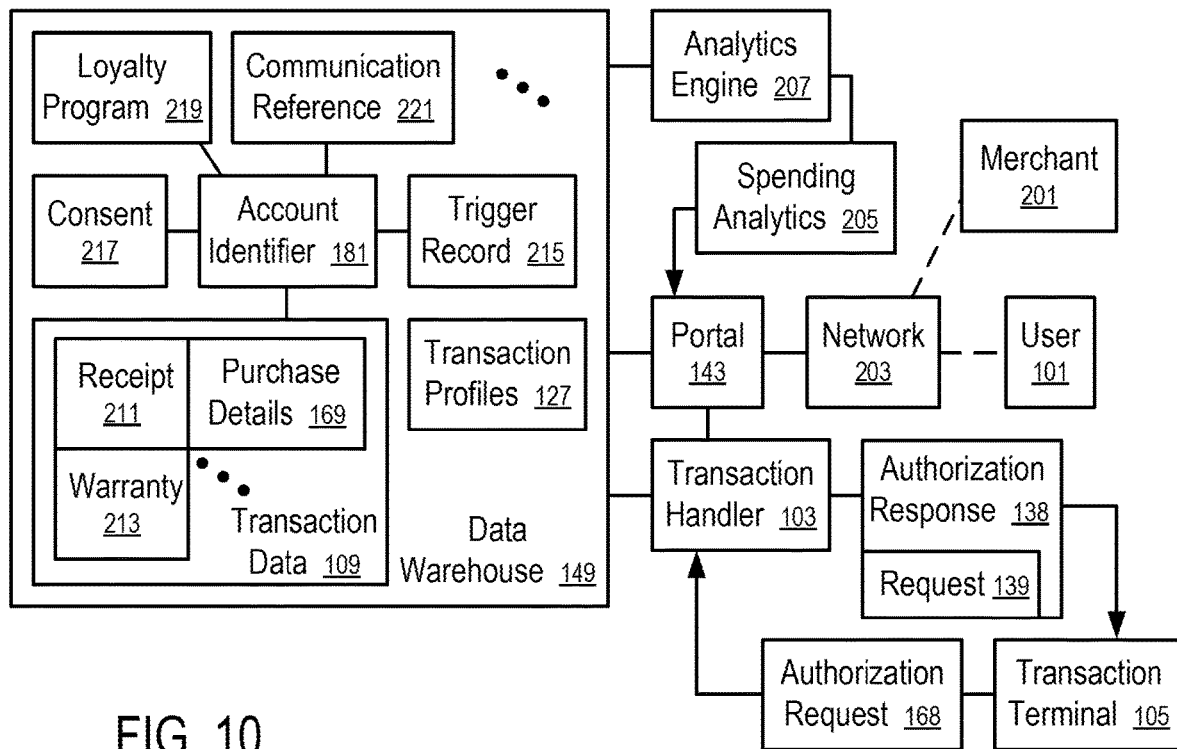 Loyalty
Program 219
Communication
Reference 221
Analytics
Engine 207
Merchant
201
Spending
Analytics 205
Consent
217
Account
Identifier 181
Trigger
Record 215
Portal
143
Network
203
User
101
Receipt
211
Purchase
Details 169
Transaction
Profiles 127
Warranty
213
Transaction
Data 109
Data
Warehouse 149
Transaction
Handler 103
Authorization
Response 138
Request 139
Authorization
Request 168
Transaction
Terminal 105
FIG. 10